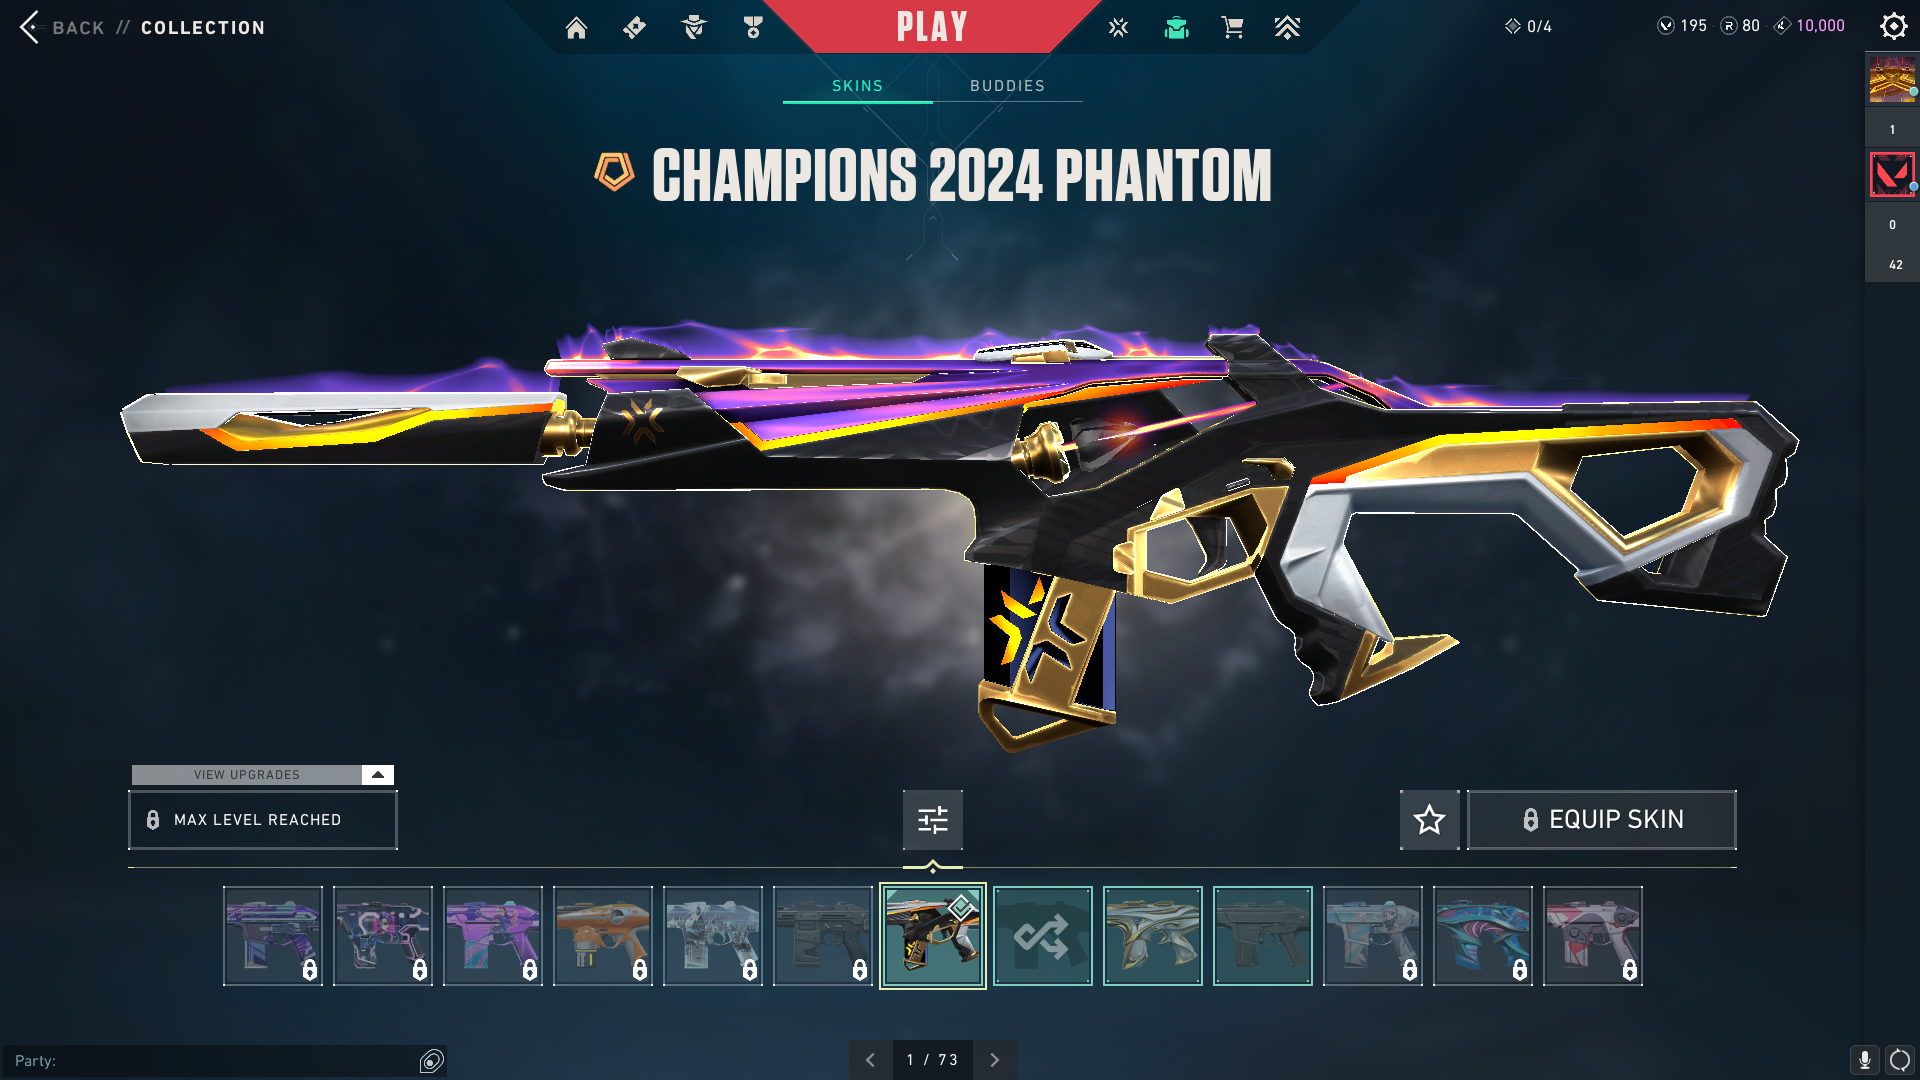 BACK // COLLECTION
PLAY
0/4
195
80
10,000
SKINS
BUDDIES
1
CHAMPIONS 2024 PHANTOM
0
42
VIEW UPGRADES
MAX LEVEL REACHED
EQUIP SKIN
Party:
1 / 73